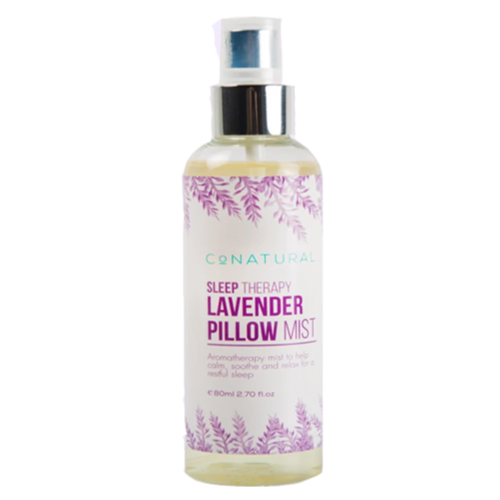 CoNATURAL
SLEEP THERAPY
LAVENDER
PILLOW MIST
Aromatherapy mist to help
calm, soothe and relax for a
restful sleep
℮80ml 2.70 fl.oz